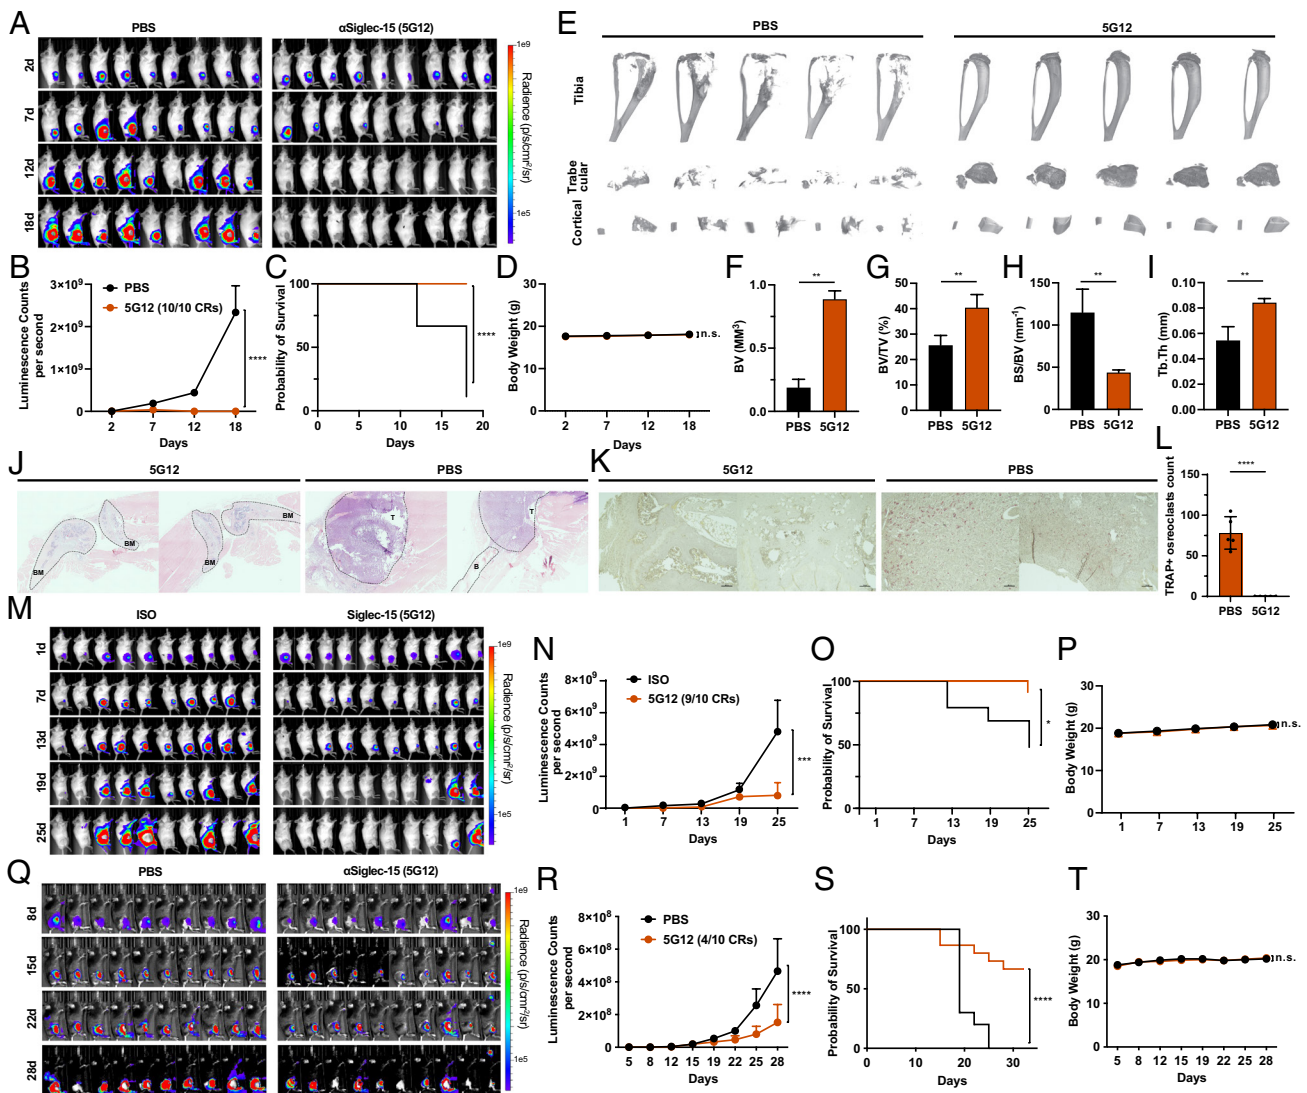 A
PBS
αSiglec-15 (5G12)
2d
7d
12d
18d
1e9
Radience (p/s/cm²/sr)
1e5
B
Luminescence Counts
per second
3×10⁹
2×10⁹
1×10⁹
0
PBS
5G12 (10/10 CRs)
****
2 7 12 18
Days
C
Probability of Survival
100
50
0
****
0 5 10 15 20
Days
D
Body Weight (g)
30
20
10
0
n.s.
2 7 12 18
Days
E
PBS
5G12
Tibia
Trabe
cular
Cortical
F
BV (MM³)
1.0
0.5
0.0
**
PBS 5G12
G
BV/TV (%)
50
40
30
20
10
0
**
PBS 5G12
H
BS/BV (mm⁻¹)
150
100
50
0
**
PBS 5G12
I
Tb.Th (mm)
0.10
0.08
0.06
0.04
0.02
0.00
**
PBS 5G12
J
5G12
PBS
BM
BM
BM
BM
T
B
T
K
5G12
PBS
L
TRAP+ osreoclasts count
150
100
50
0
****
PBS 5G12
M
ISO
Siglec-15 (5G12)
1d
7d
13d
19d
25d
1e9
Radience (p/s/cm²/sr)
1e5
N
Luminescence Counts
per second
8×10⁹
6×10⁹
4×10⁹
2×10⁹
0
ISO
5G12 (9/10 CRs)
***
1 7 13 19 25
Days
O
Probability of Survival
100
50
0
*
1 7 13 19 25
Days
P
Body Weight (g)
30
20
10
0
n.s.
1 7 13 19 25
Days
Q
PBS
αSiglec-15 (5G12)
8d
15d
22d
28d
1e9
Radiance (p/s/cm²/sr)
1e5
R
Luminescence Counts
per second
8×10⁸
6×10⁸
4×10⁸
2×10⁸
0
PBS
5G12 (4/10 CRs)
****
5 8 12 15 19 22 25 28
Days
S
Probability of Survival
100
50
0
****
0 10 20 30
Days
T
Body Weight (g)
30
20
10
0
n.s.
5 8 12 15 19 22 25 28
Days